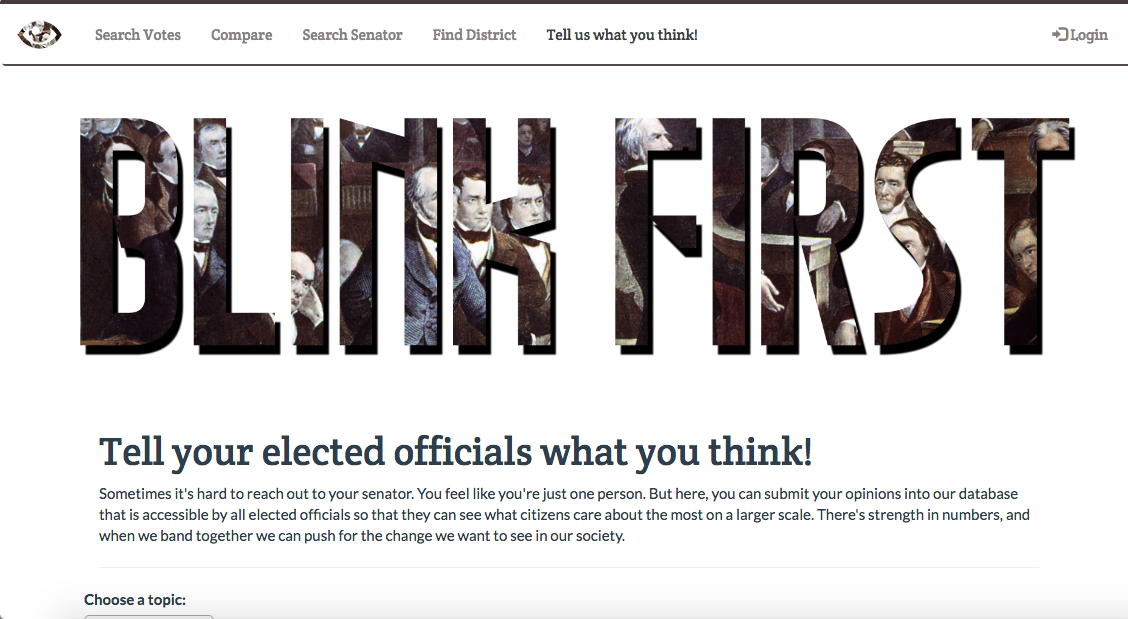 Search Votes Compare Search Senator Find District Tell us what you think! Login
BLINK FIRST
Tell your elected officials what you think!
Sometimes it's hard to reach out to your senator. You feel like you're just one person. But here, you can submit your opinions into our database
that is accessible by all elected officials so that they can see what citizens care about the most on a larger scale. There's strength in numbers, and
when we band together we can push for the change we want to see in our society.
Choose a topic: